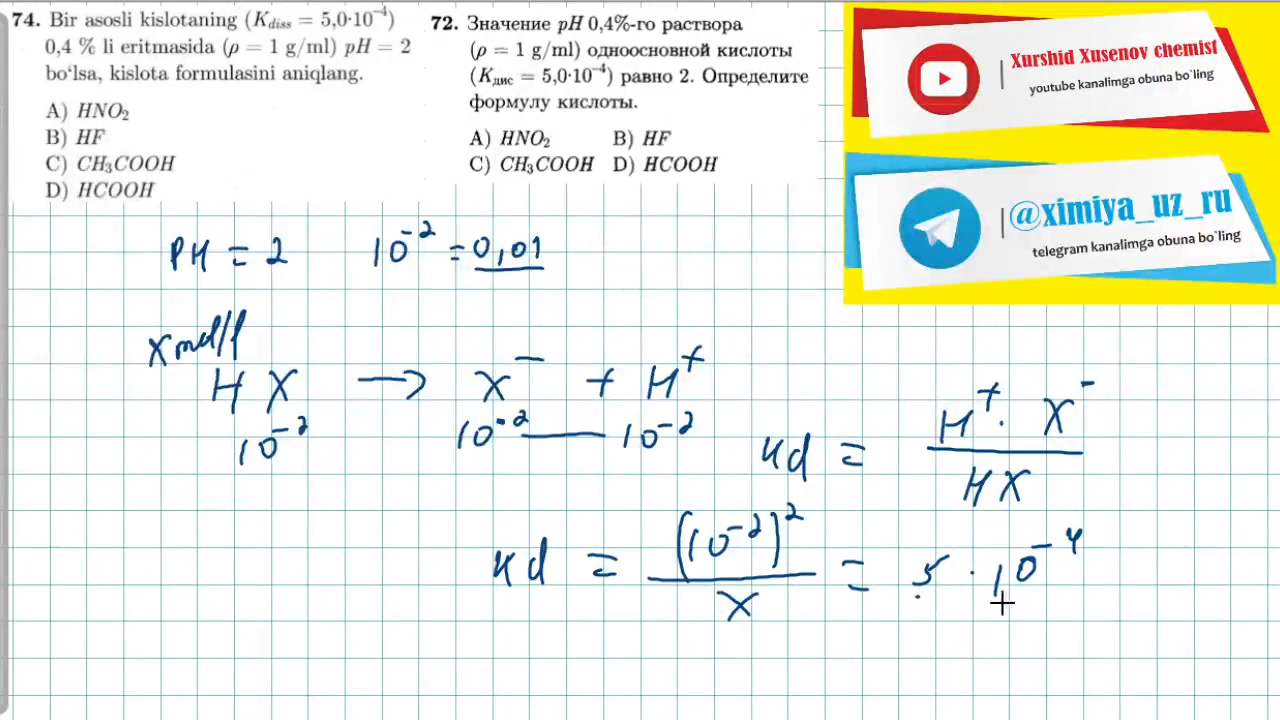 74. Bir asosli kislotaning (K_diss = 5,0·10⁻⁴)
0,4 % li eritmasida (ρ = 1 g/ml) pH = 2
bo‘lsa, kislota formulasini aniqlang.
A) HNO₂
B) HF
C) CH₃COOH
D) HCOOH
72. Значение pH 0,4%-го раствора
(ρ = 1 g/ml) одноосновной кислоты
(K_дис = 5,0·10⁻⁴) равно 2. Определите
формулу кислоты.
A) HNO₂ B) HF
C) CH₃COOH D) HCOOH
Xurshid Xusenov chemist
youtube kanalimga obuna bo`ling
@ximiya_uz_ru
telegram kanalimga obuna bo`ling
PH = 2 10⁻² = 0,01
X mol/l
HX → X⁻ + H⁺
10⁻² 10⁻² 10⁻²
Kd = H⁺ · X⁻ / HX
Kd = (10⁻²)² / X = 5 · 10⁻⁴